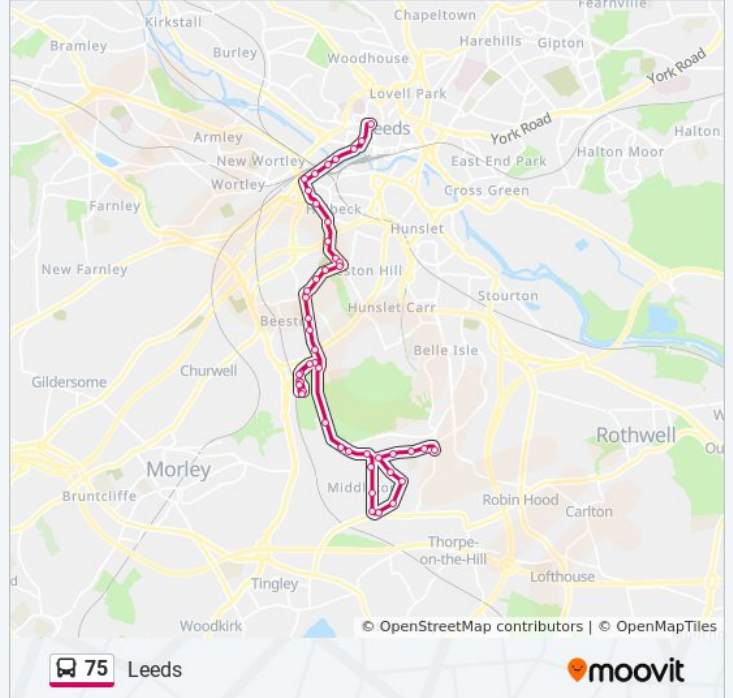 Fearnville
Chapeltown
Kirkstall
Bramley
Burley
Harehills
Gipton
Woodhouse
York Road
Lovell Park
Leeds
York Road
Armley
Halton
New Wortley
East End Park
Halton Moor
Wortley
Cross Green
Farnley
Holbeck
Hunslet
New Farnley
Beeston Hill
Stourton
Hunslet Carr
Beeston
Belle Isle
Churwell
Gildersome
Rothwell
Morley
Middleton
Bruntcliffe
Robin Hood
Carlton
Thorpe-
on-the-Hill
Lofthouse
Tingley
Woodkirk
© OpenStreetMap contributors | © OpenMapTiles
75 Leeds
moovit